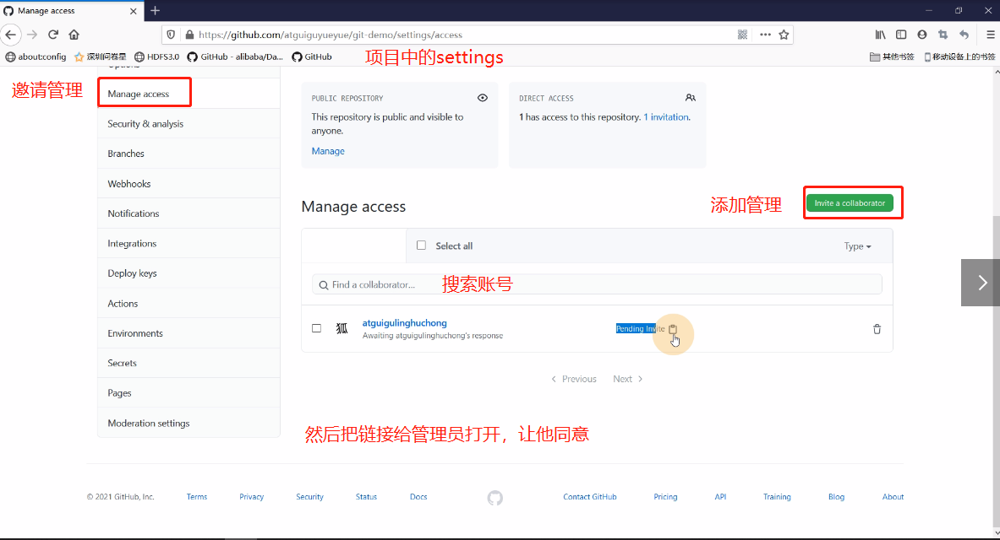 Manage access
https://github.com/atguiguyueyue/git-demo/settings/access
about:config
深圳问卷星
HDFS3.0
GitHub - alibaba/Da...
GitHub
项目中的settings
其他书签
移动设备上的书签
Options
邀请管理
Manage access
Security & analysis
Branches
Webhooks
Notifications
Integrations
Deploy keys
Actions
Environments
Secrets
Pages
Moderation settings
PUBLIC REPOSITORY
This repository is public and visible to
anyone.
Manage
DIRECT ACCESS
1 has access to this repository. 1 invitation.
Manage access
添加管理
Invite a collaborator
Select all
Type
Find a collaborator...
搜索账号
狐
atguigulinghuchong
Awaiting atguigulinghuchong's response
Pending Invite
Previous
Next
然后把链接给管理员打开，让他同意
© 2021 GitHub, Inc.
Terms
Privacy
Security
Status
Docs
Contact GitHub
Pricing
API
Training
Blog
About